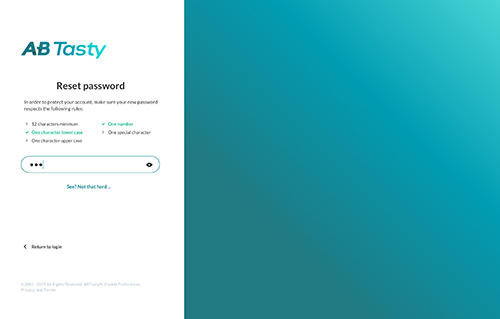 AB Tasty
Reset password
In order to protect your account, make sure your new password
respects the following rules:
12 characters minimum
One number
One character lower case
One special character
One character upper case
See? Not that hard...
Return to login
All Rights Reserved. ABTasty®. Cookie Preferences,
Privacy and Terms